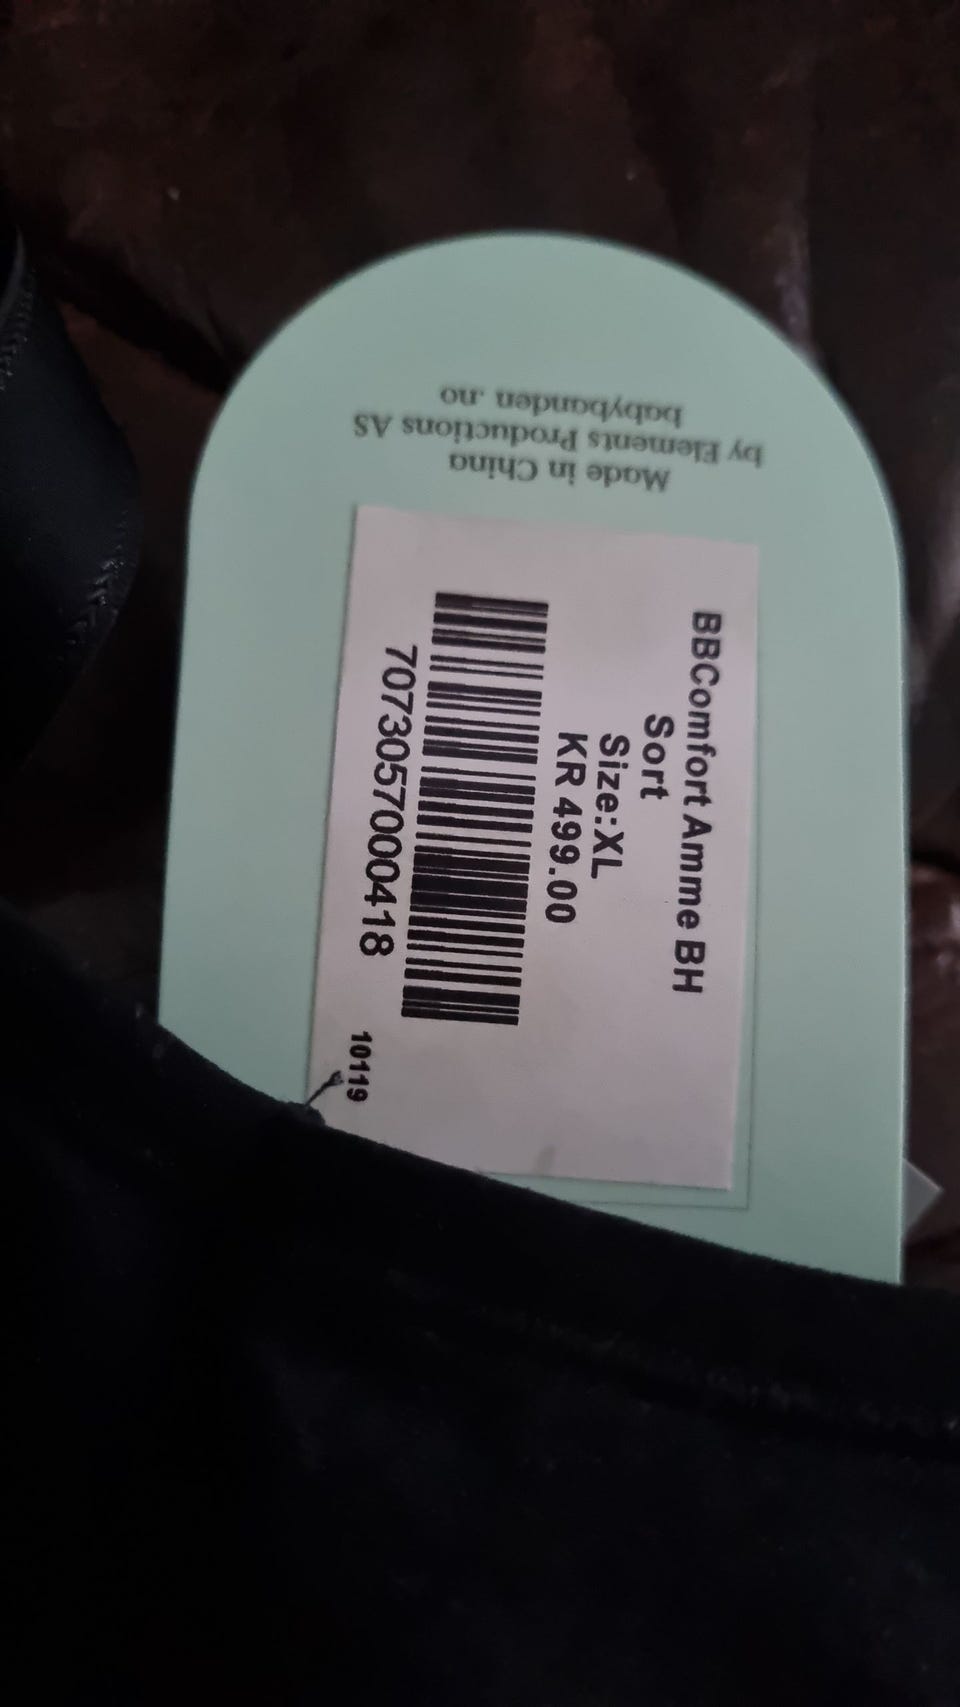 Made in China
by Elements Productions AS
babybanden .no
BBComfort Amme BH
Sort
Size:XL
KR 499.00
7073057000418
10119